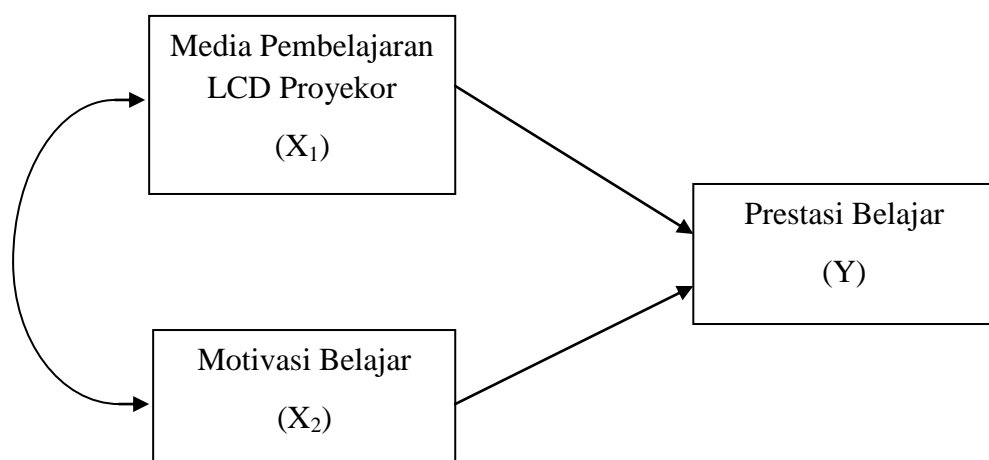 Media Pembelajaran
LCD Proyekor
(X₁)
Prestasi Belajar
(Y)
Motivasi Belajar
(X₂)